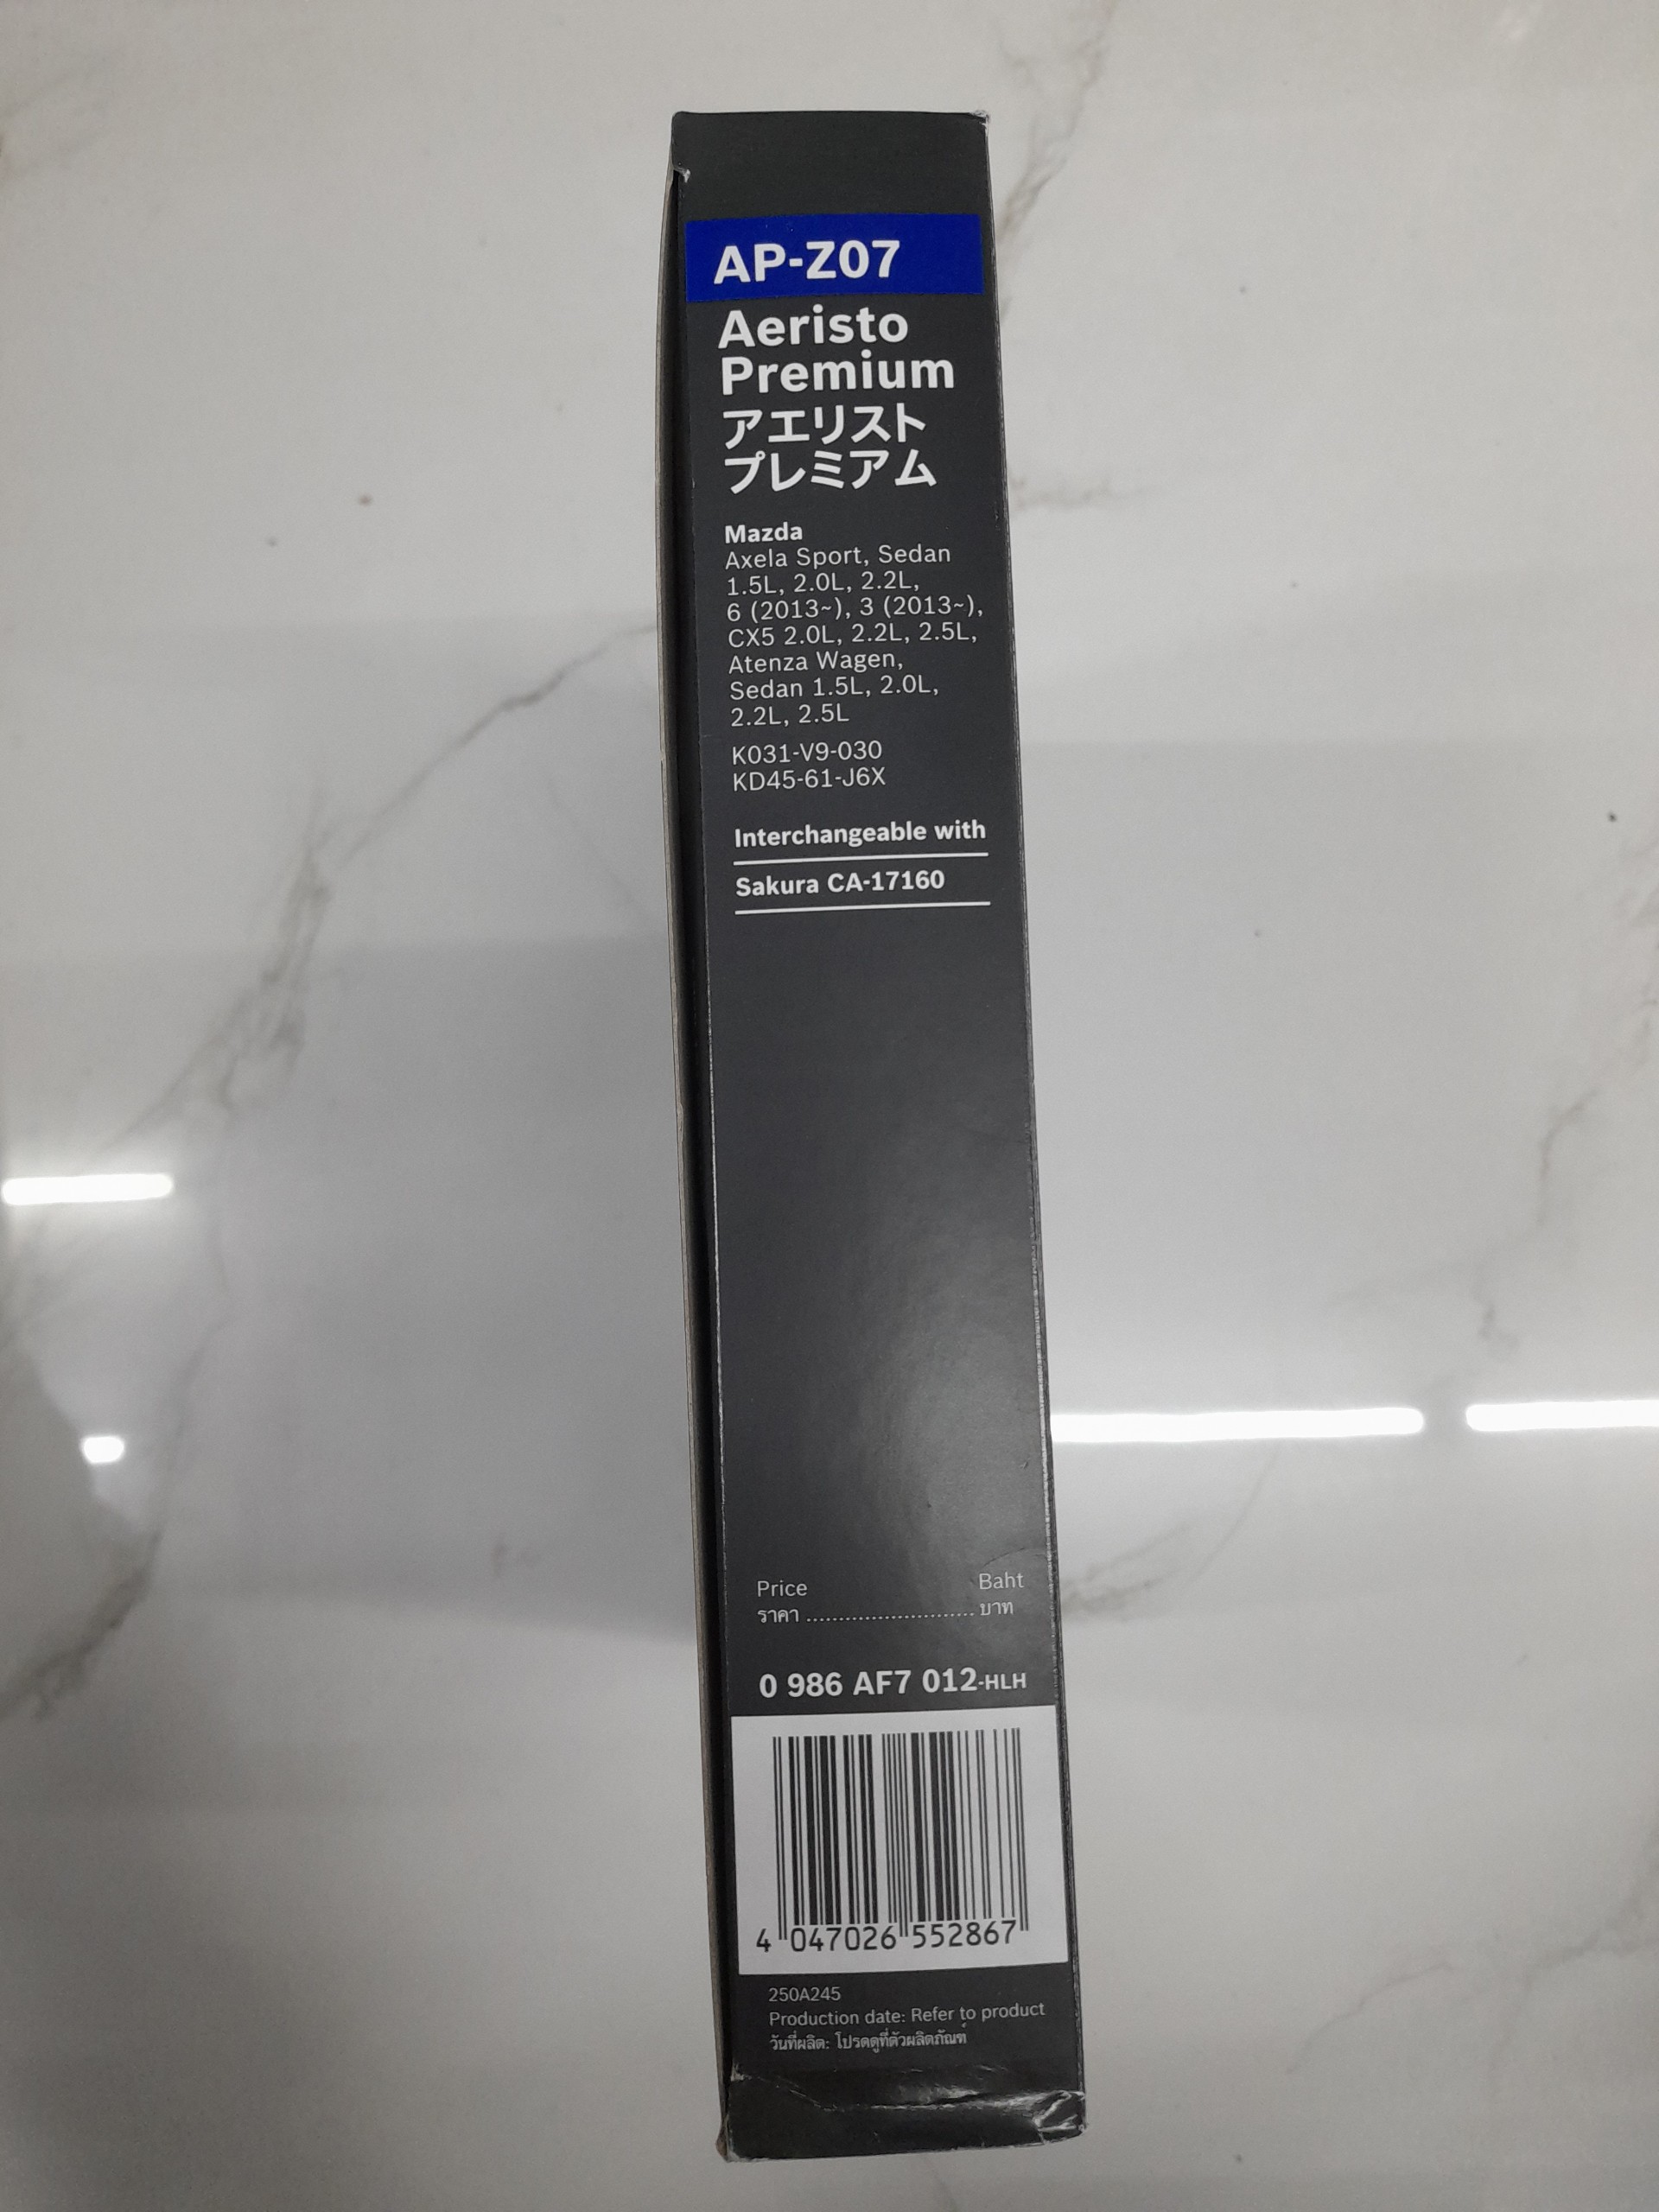 AP-Z07
Aeristo
Premium
アエリスト
プレミアム
Mazda
Axela Sport, Sedan
1.5L, 2.0L, 2.2L,
6 (2013~), 3 (2013~),
CX5 2.0L, 2.2L, 2.5L,
Atenza Wagen,
Sedan 1.5L, 2.0L,
2.2L, 2.5L
K031-V9-030
KD45-61-J6X
Interchangeable with
Sakura CA-17160
Price Baht
ราคา .......................... บาท
0 986 AF7 012-HLH
4 047026 552867
250A245
Production date: Refer to product
วันที่ผลิต: โปรดดูที่ตัวผลิตภัณฑ์